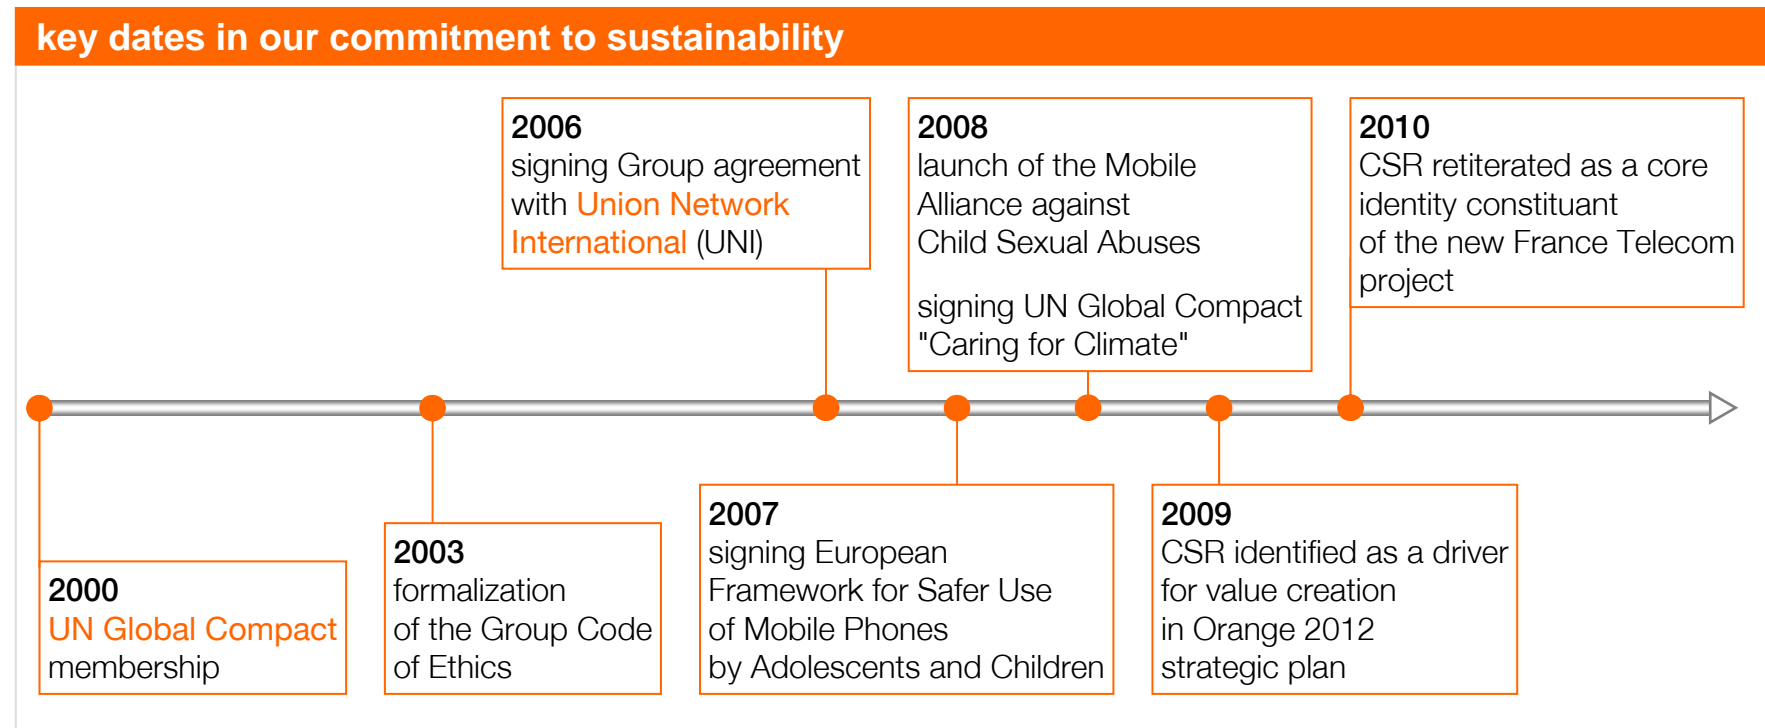 key dates in our commitment to sustainability
2006
signing Group agreement
with Union Network
International (UNI)
2008
launch of the Mobile
Alliance against
Child Sexual Abuses
signing UN Global Compact
"Caring for Climate"
2010
CSR retiterated as a core
identity constituant
of the new France Telecom
project
2000
UN Global Compact
membership
2003
formalization
of the Group Code
of Ethics
2007
signing European
Framework for Safer Use
of Mobile Phones
by Adolescents and Children
2009
CSR identified as a driver
for value creation
in Orange 2012
strategic plan